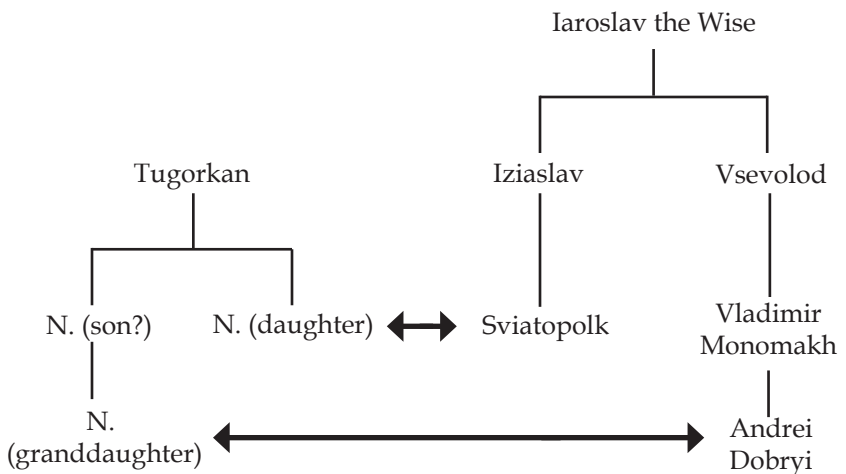 Iaroslav the Wise
Tugorkan
Iziaslav
Vsevolod
N. (son?)
N. (daughter)
Sviatopolk
Vladimir
Monomakh
N.
(granddaughter)
Andrei
Dobryi